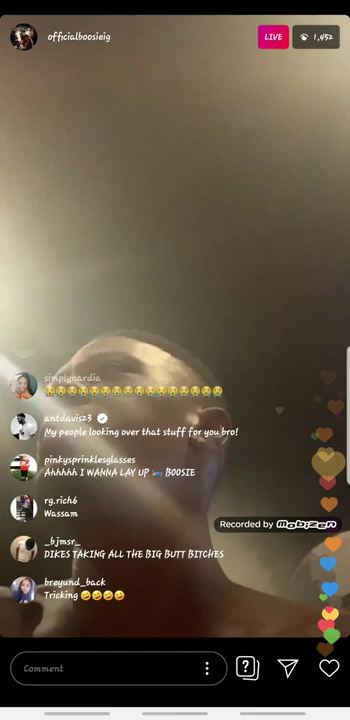 officialboosieig
LIVE
1,452
simplynardia
antdavis23
My people looking over that stuff for you bro!
pinkysprinklesglasses
Ahhhhh I WANNA LAY UP BOOSIE
rg.rich6
Wassam
_bjmsr_
DIKES TAKING ALL THE BIG BUTT BITCHES
Recorded by mobizen
breyund_back
Tricking
Comment